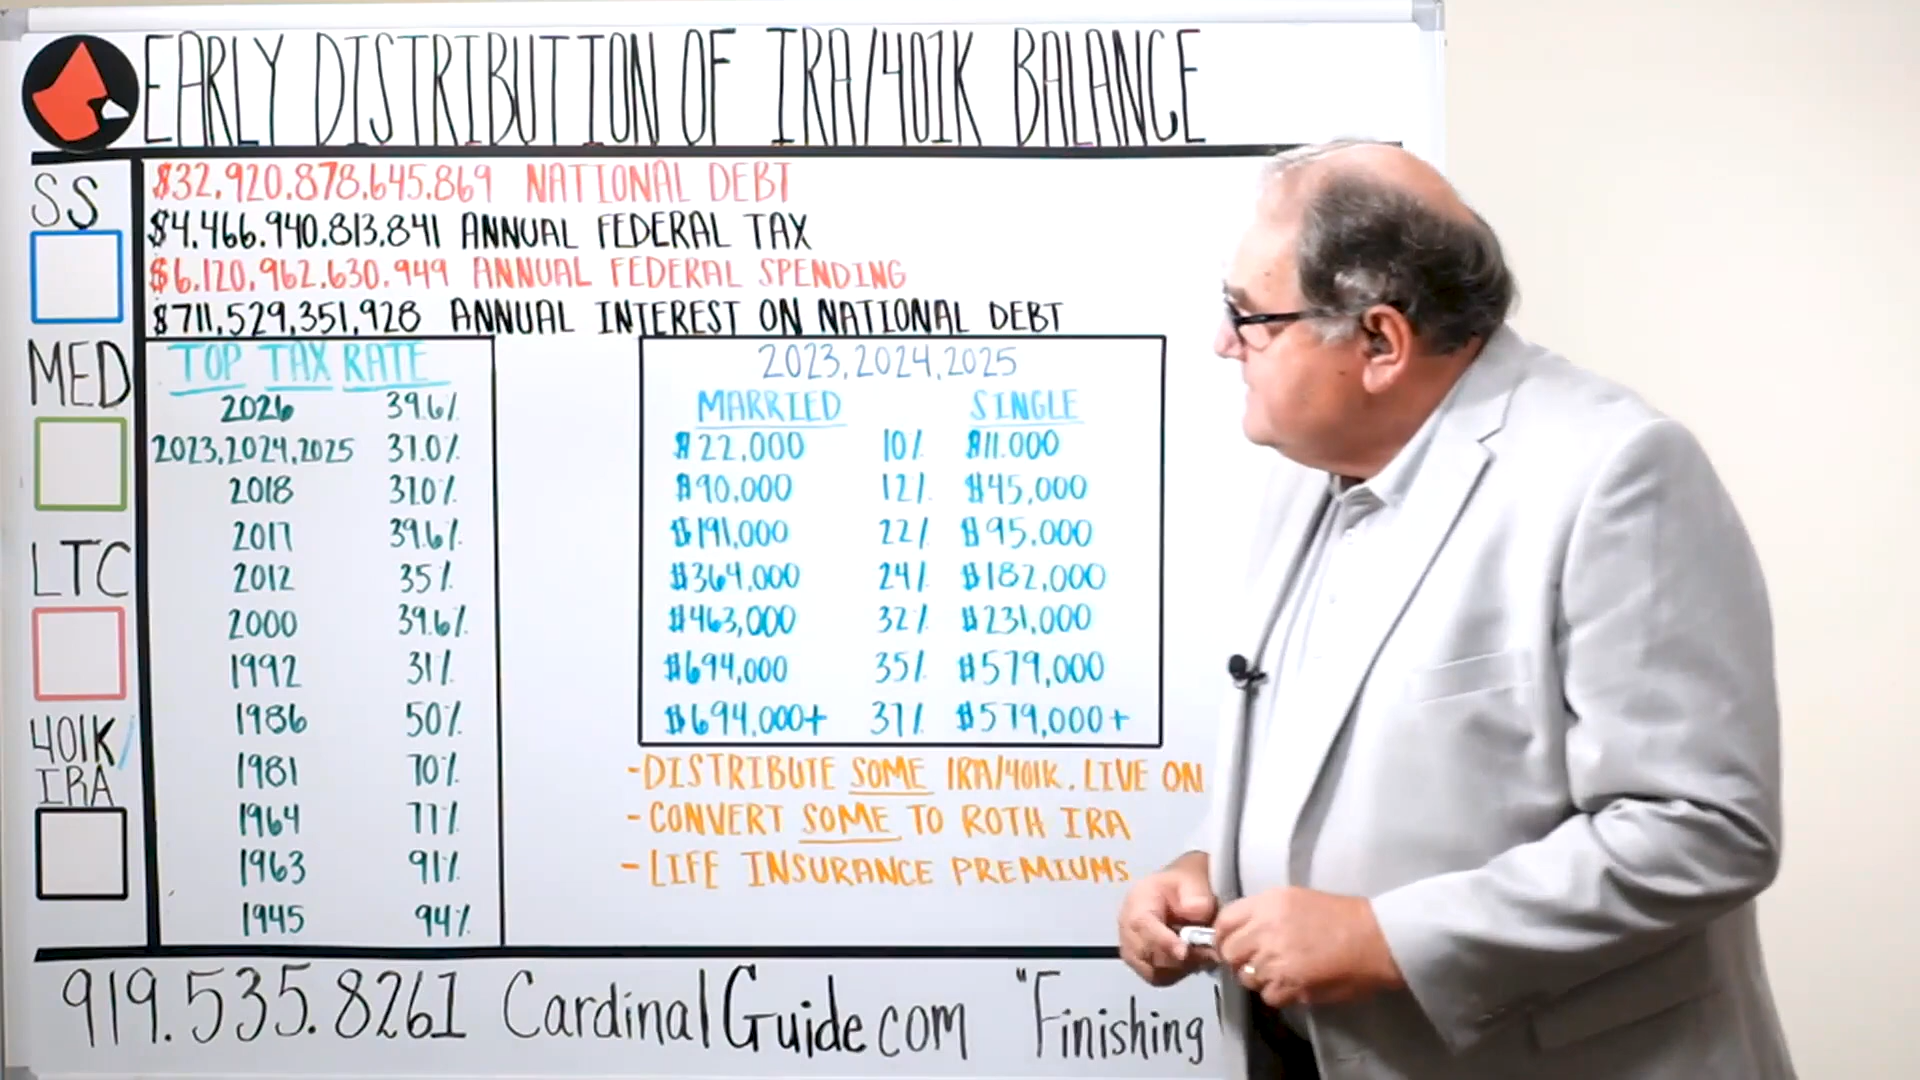 EARLY DISTRIBUTION OF IRA/401K BALANCE
SS
MED
LTC
401K/
IRA
$32,920,878,645,869 NATIONAL DEBT
$4,466,940,813,841 ANNUAL FEDERAL TAX
$6,120,962,630,949 ANNUAL FEDERAL SPENDING
$711,529,351,928 ANNUAL INTEREST ON NATIONAL DEBT
TOP TAX RATE
2026 39.6%
2023,2024,2025 37.0%
2018 37.0%
2017 39.6%
2012 35%
2000 39.6%
1992 31%
1986 50%
1981 70%
1964 77%
1963 91%
1945 94%
2023,2024,2025
MARRIED SINGLE
$22,000 10% $11,000
$90,000 12% $45,000
$191,000 22% $95,000
$364,000 24% $182,000
$463,000 32% $231,000
$694,000 35% $579,000
$694,000+ 37% $579,000+
-DISTRIBUTE SOME IRA/401K, LIVE ON
-CONVERT SOME TO ROTH IRA
-LIFE INSURANCE PREMIUMS
919.535.8261 CardinalGuide.com "Finishing